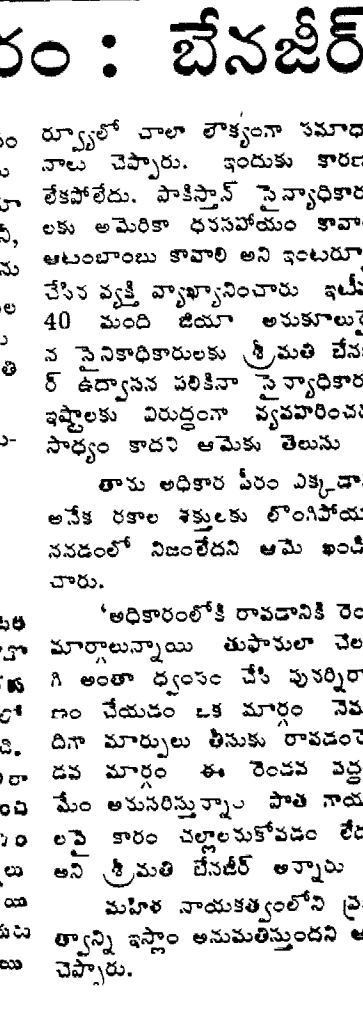 రం : బేనజీర్
ర్వ్యూలో చాలా లౌక్యంగా సమాధా
నాలు చెప్పారు. ఇందుకు కారణ
లేకపోలేదు. పాకిస్తాన్ సైన్యాధికార
లకు అమెరికా ధనసహాయం కావా
ఆటంబాంబు కావాలి అని ఇంటరూ
చేసిన వ్యక్తి వ్యాఖ్యానించారు ఇటీవ
40 మంది జియా అనుకూలురై
న సైనికాధికారులకు శ్రీమతి బేన
ర్ ఉద్వాసన పలికినా సైన్యాధికార
ఇష్టాలకు విరుద్ధంగా వ్యవహరించ
సాధ్యం కాదని ఆమెకు తెలుసు
తాను అధికార పీఠం ఎక్కడా
అనేక రకాల శక్తులకు లొంగిపోయ
ననడంలో నిజంలేదని ఆమె ఖండి
చారు.
'అధికారంలోకి రావడానికి రెం
మార్గాలున్నాయి తుఫానులా చెల
గి అంతా ధ్వంసం చేసి పునర్నిరా
ణం చేయడం ఒక మార్గం నెమ
దిగా మార్పులు తీసుకు రావడం
డవ మార్గం ఈ రెండవ పద్ధ
మేం అనుసరిస్తున్నాం పాత గాయ
లపై కారం చల్లాలనుకోవడం లేద
అని శ్రీమతి బేనజీర్ అన్నారు
మహిళ నాయకత్వంలోని ప్ర
త్వాన్ని ఇస్లాం అనుమతిస్తుందని ఆ
చెప్పారు.